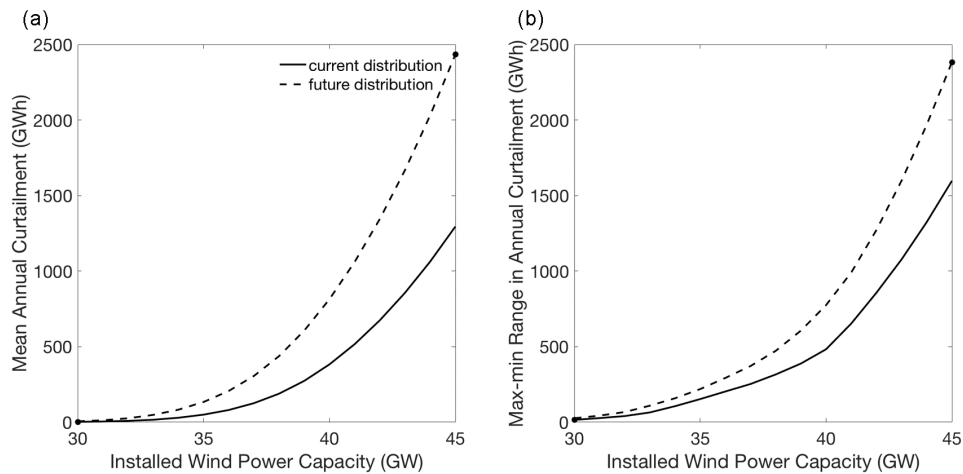 (a)
2500
2000
1500
1000
500
0
Mean Annual Curtailment (GWh)
current distribution
future distribution
30
35
40
45
Installed Wind Power Capacity (GW)
(b)
2500
2000
1500
1000
500
0
Max-min Range in Annual Curtailment (GWh)
30
35
40
45
Installed Wind Power Capacity (GW)